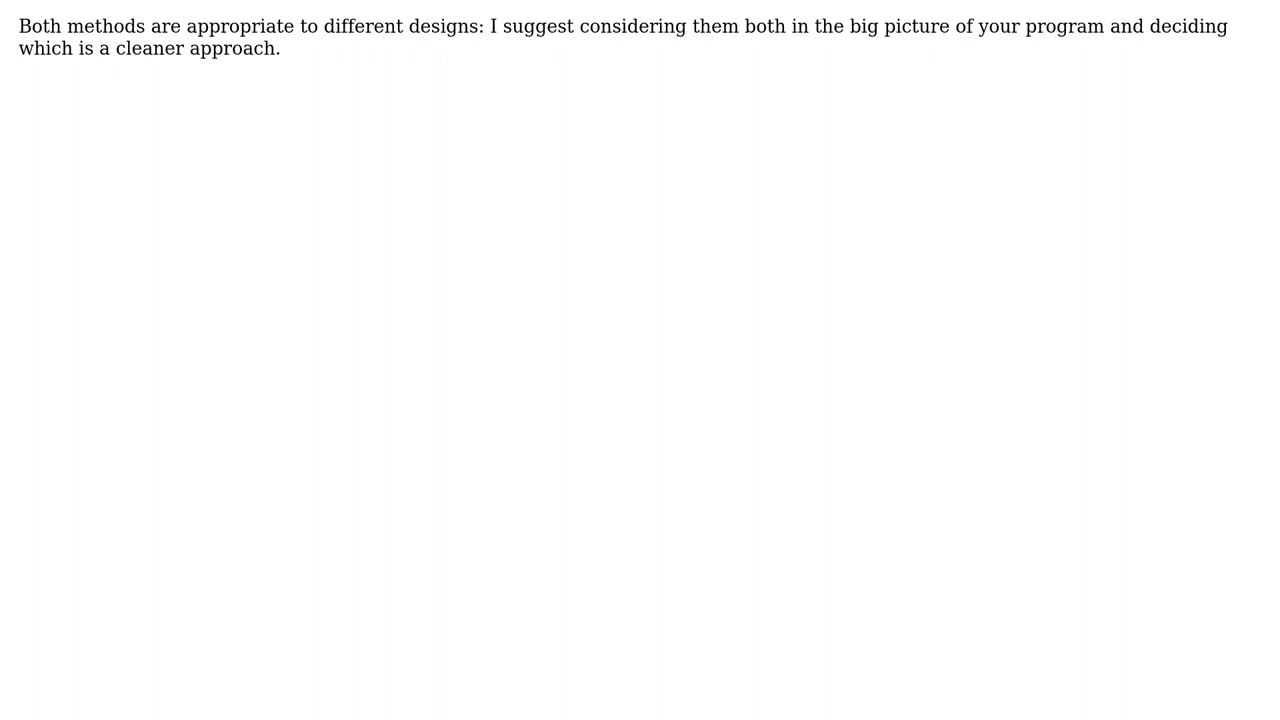 Both methods are appropriate to different designs: I suggest considering them both in the big picture of your program and deciding
which is a cleaner approach.